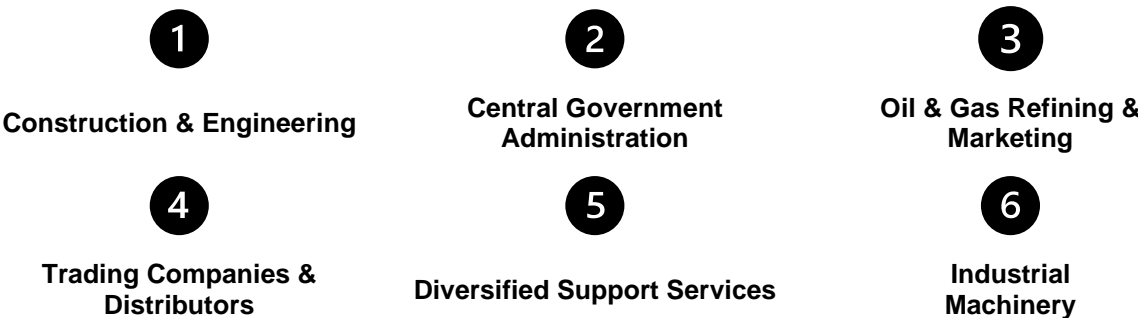 1
2
3
Construction & Engineering
Central Government
Administration
Oil & Gas Refining &
Marketing
4
5
6
Trading Companies &
Distributors
Diversified Support Services
Industrial
Machinery